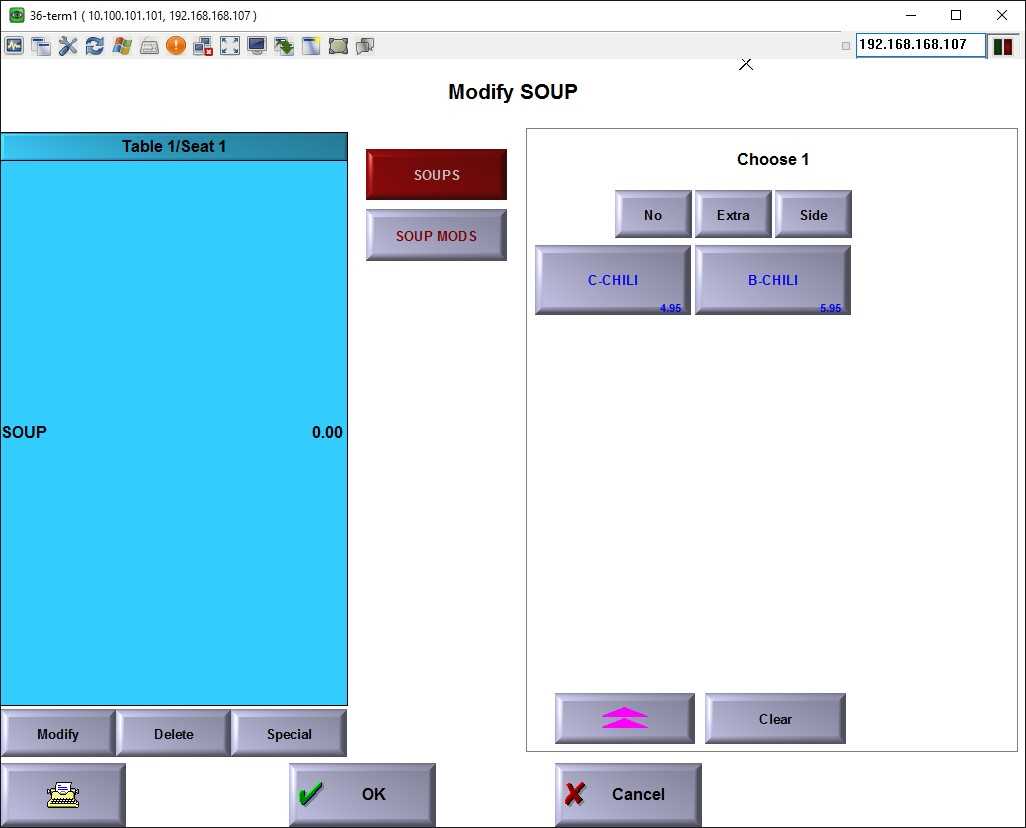 36-term1 ( 10.100.101.101, 192.168.168.107 )
192.168.168.107
Modify SOUP
Table 1/Seat 1
SOUP 0.00
SOUPS
SOUP MODS
Choose 1
No Extra Side
C-CHILI 4.95
B-CHILI 5.95
Clear
Modify Delete Special
OK Cancel